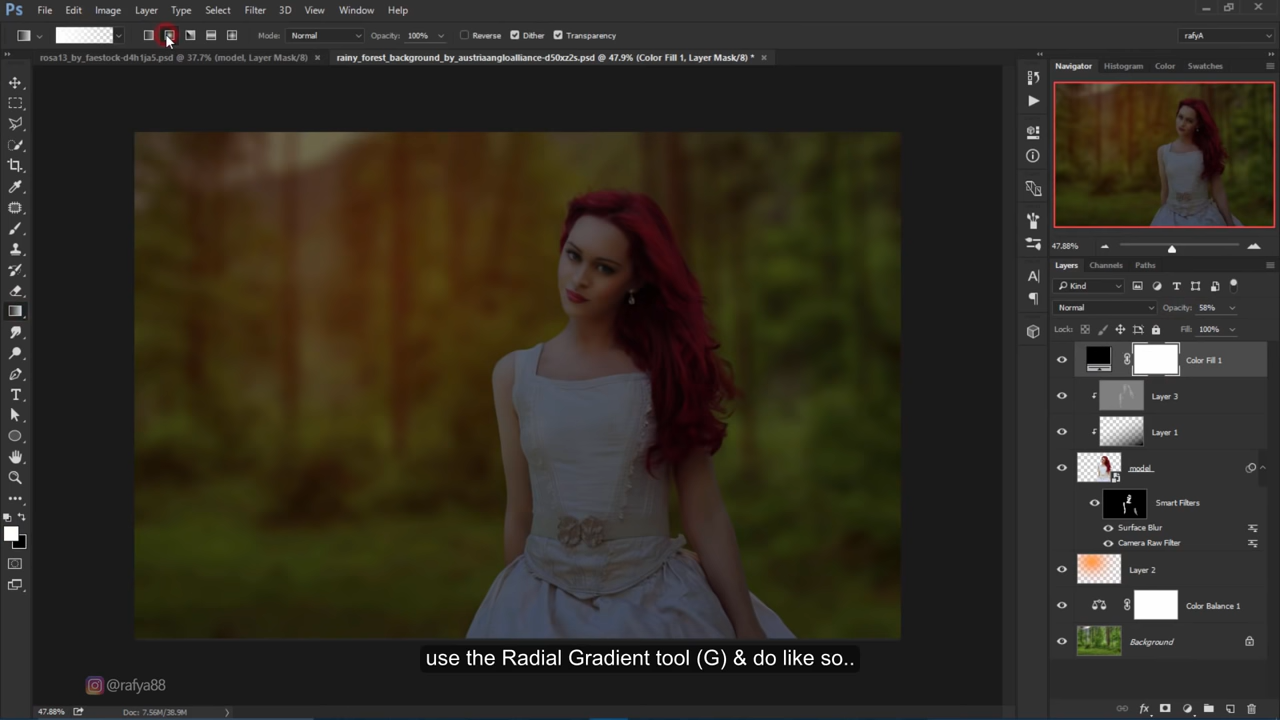 Ps File Edit Image Layer Type Select Filter 3D View Window Help
Mode: Normal Opacity: 100% Reverse Dither Transparency rafyA
rosa13_by_faestock-d4h1ja5.psd @ 37.7% (model, Layer Mask/8) × rainy_forest_background_by_austriaangloalliance-d50xz2s.psd @ 47.9% (Color Fill 1, Layer Mask/8) * ×
Navigator Histogram Color Swatches
47.88%
Layers Channels Paths
Kind
Normal Opacity: 58%
Lock: Fill: 100%
Color Fill 1
Layer 3
Layer 1
model
Smart Filters
Surface Blur
Camera Raw Filter
Layer 2
Color Balance 1
Background
use the Radial Gradient tool (G) & do like so..
@rafya88
47.88% Doc: 7.56M/38.9M
fx